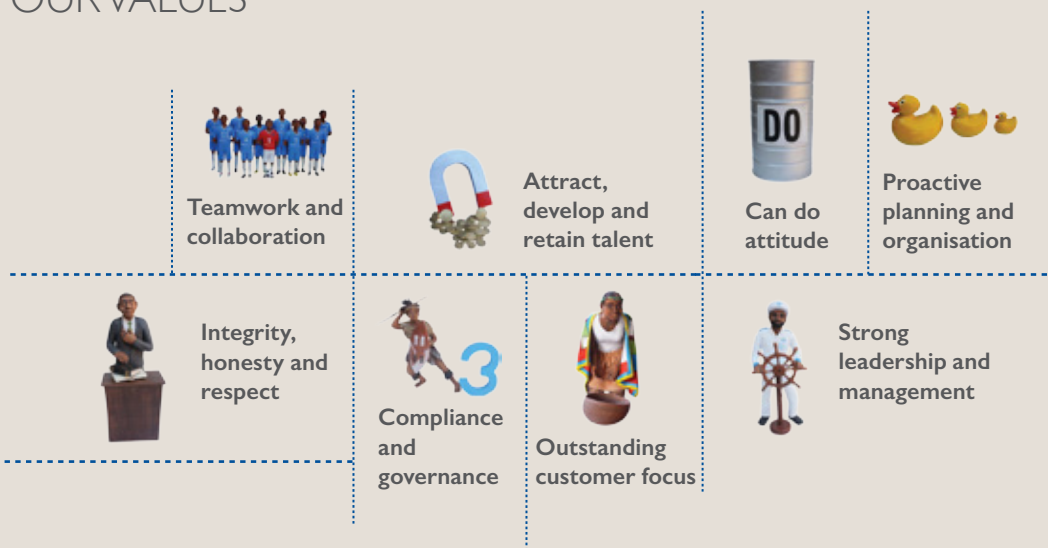 OUR VALUES
Teamwork and
collaboration
Attract,
develop and
retain talent
DO
Can do
attitude
Proactive
planning and
organisation
Integrity,
honesty and
respect
3
Compliance
and
governance
Outstanding
customer focus
Strong
leadership and
management